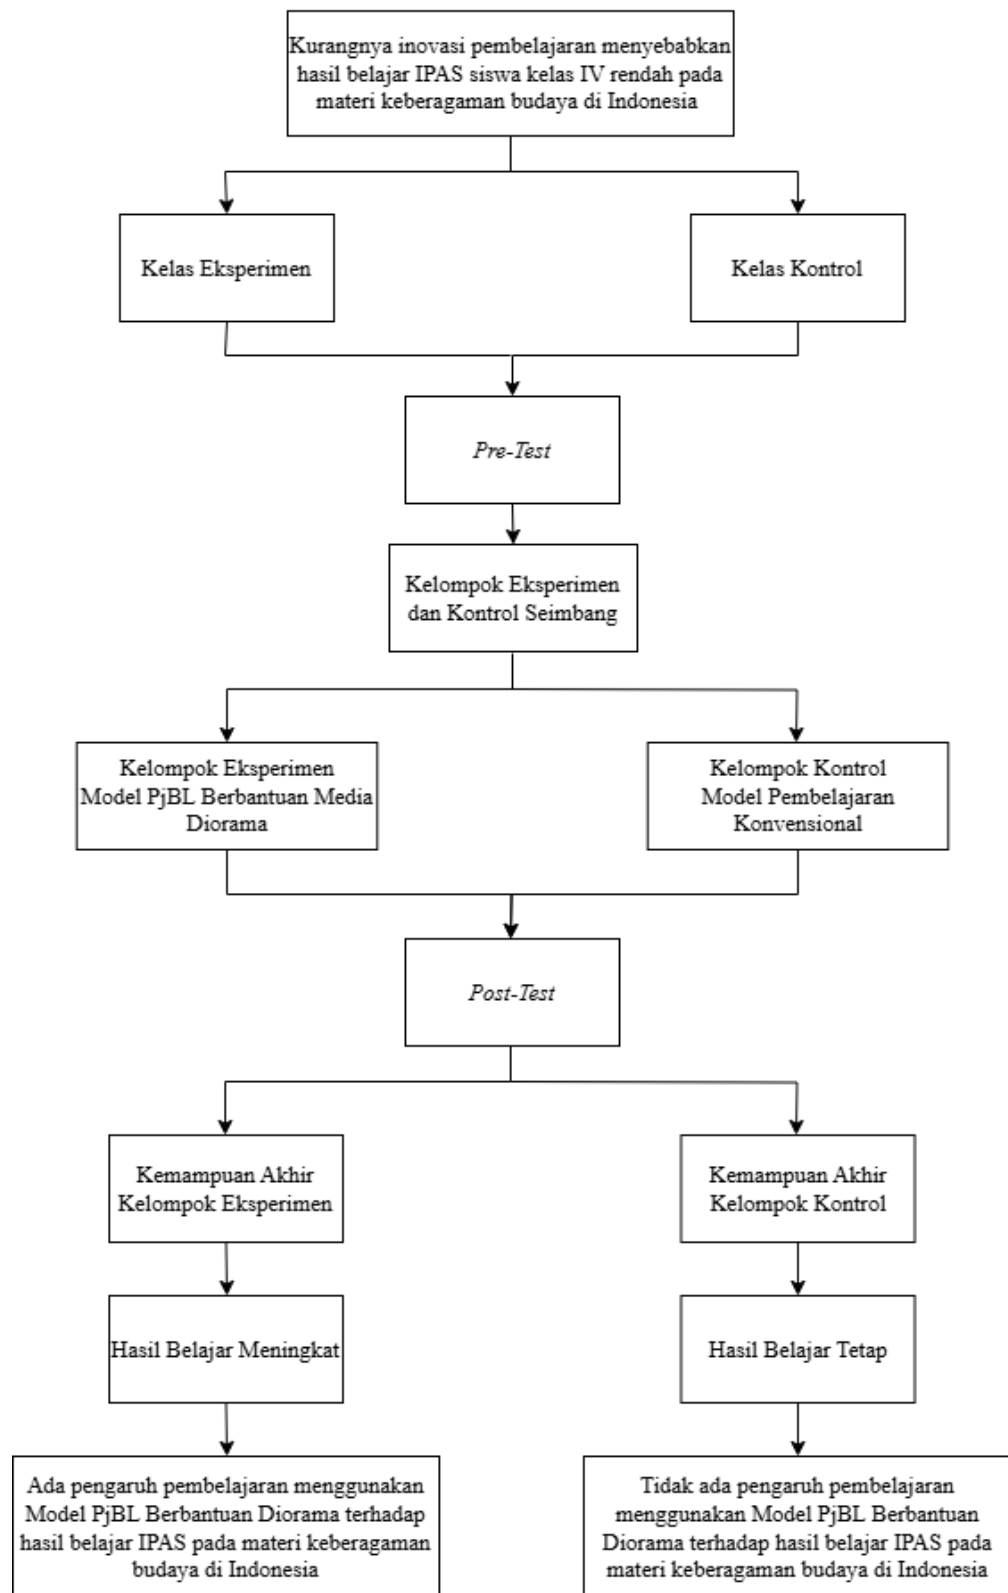 Kurangnya inovasi pembelajaran menyebabkan
hasil belajar IPAS siswa kelas IV rendah pada
materi keberagaman budaya di Indonesia
Kelas Eksperimen
Kelas Kontrol
Pre-Test
Kelompok Eksperimen
dan Kontrol Seimbang
Kelompok Eksperimen
Model PjBL Berbantuan Media
Diorama
Kelompok Kontrol
Model Pembelajaran
Konvensional
Post-Test
Kemampuan Akhir
Kelompok Eksperimen
Kemampuan Akhir
Kelompok Kontrol
Hasil Belajar Meningkat
Hasil Belajar Tetap
Ada pengaruh pembelajaran menggunakan
Model PjBL Berbantuan Diorama terhadap
hasil belajar IPAS pada materi keberagaman
budaya di Indonesia
Tidak ada pengaruh pembelajaran
menggunakan Model PjBL Berbantuan
Diorama terhadap hasil belajar IPAS pada
materi keberagaman budaya di Indonesia